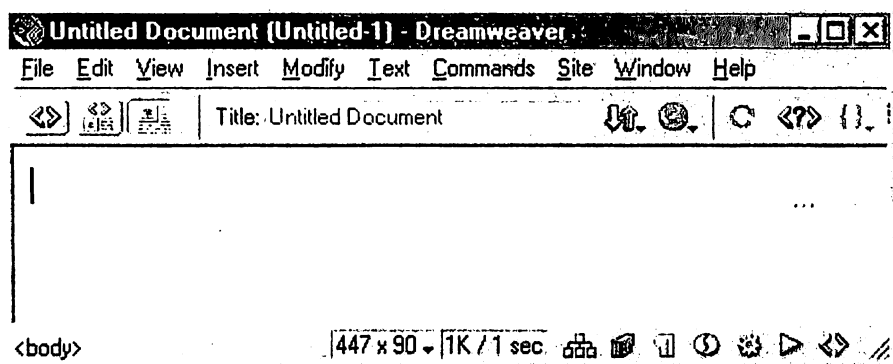 Untitled Document (Untitled-1) - Dreamweaver
File Edit View Insert Modify Text Commands Site Window Help
Title: Untitled Document <?> {}
<body> 447 x 90 1K / 1 sec